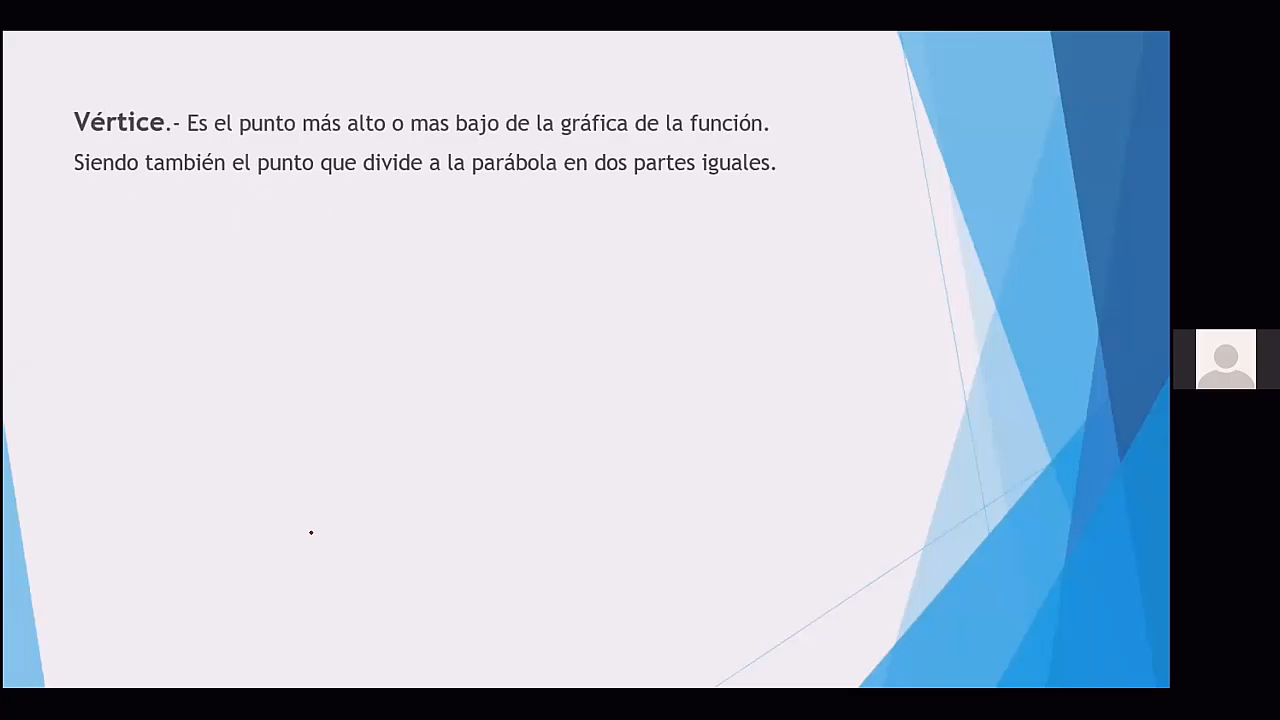 Vértice.- Es el punto más alto o mas bajo de la gráfica de la función.
Siendo también el punto que divide a la parábola en dos partes iguales.